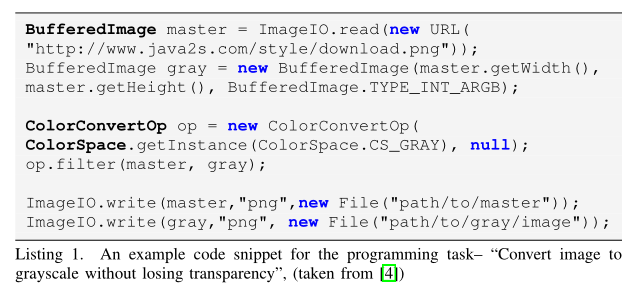 BufferedImage master = ImageIO.read(new URL(
"http://www.java2s.com/style/download.png"));
BufferedImage gray = new BufferedImage(master.getWidth(),
master.getHeight(), BufferedImage.TYPE_INT_ARGB);
ColorConvertOp op = new ColorConvertOp(
ColorSpace.getInstance(ColorSpace.CS_GRAY), null);
op.filter(master, gray);
ImageIO.write(master,"png",new File("path/to/master"));
ImageIO.write(gray,"png", new File("path/to/gray/image"));
Listing 1. An example code snippet for the programming task– “Convert image to
grayscale without losing transparency”, (taken from [4])